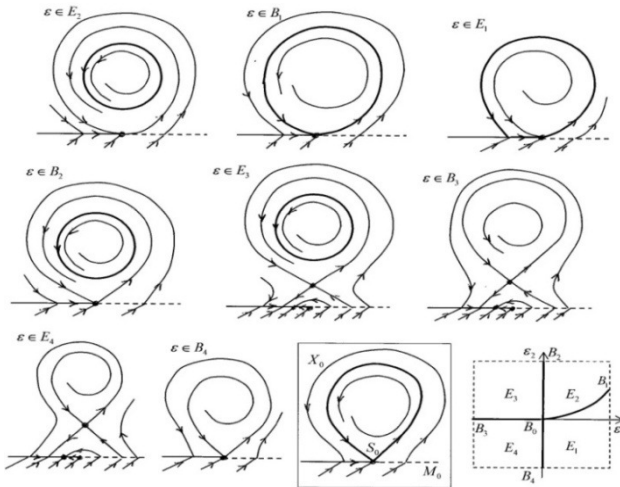 ε ∈ E₂
ε ∈ B₁
ε ∈ E₁
ε ∈ B₂
ε ∈ E₃
ε ∈ B₃
ε ∈ E₄
ε ∈ B₄
X₀
S₀
M₀
ε₂
B₂
B₁
E₃
E₂
B₃
B₀
E₄
E₁
B₄